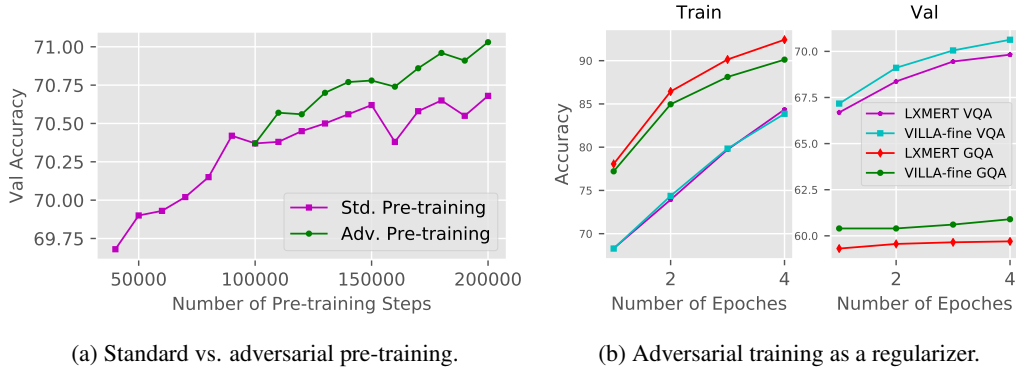 71.00
70.75
70.50
70.25
70.00
69.75
Val Accuracy
Std. Pre-training
Adv. Pre-training
50000 100000 150000 200000
Number of Pre-training Steps
(a) Standard vs. adversarial pre-training.
Train Val
90
85
80
75
70
Accuracy
2 4
Number of Epoches
70.0
67.5
65.0
62.5
60.0
LXMERT VQA
VILLA-fine VQA
LXMERT GQA
VILLA-fine GQA
2 4
Number of Epoches
(b) Adversarial training as a regularizer.